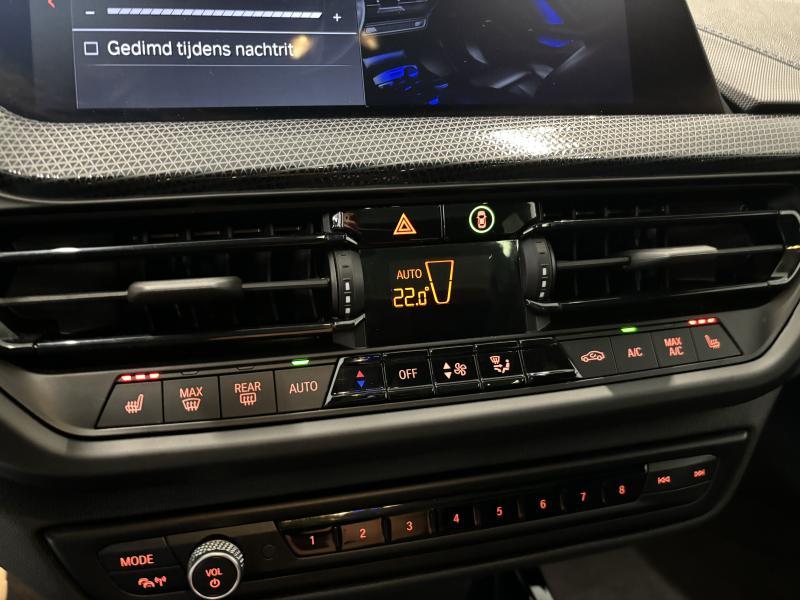 - +
Gedimd tijdens nachtrit
AUTO
22.0°
MAX
REAR
AUTO
OFF
A/C
MAX
A/C
1 2 3 4 5 6 7 8
MODE
VOL